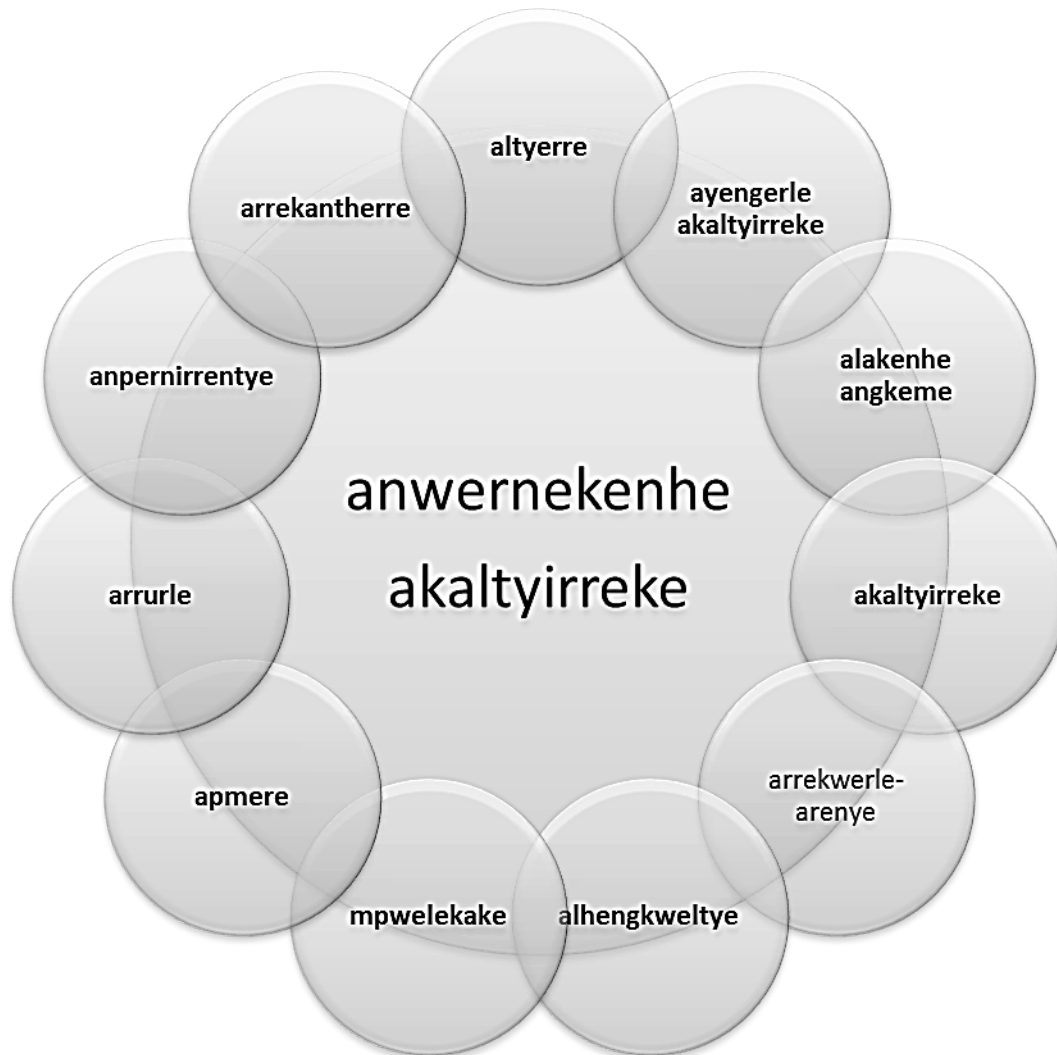 altyerre
ayengerle
akaltyirreke
alakenhe
angkeme
akaltyirreke
arrekwerle-
arenye
alhengkweltye
mpwelekake
apmere
arrurle
anpernirrentye
arrekantherre
anwernekenhe
akaltyirreke